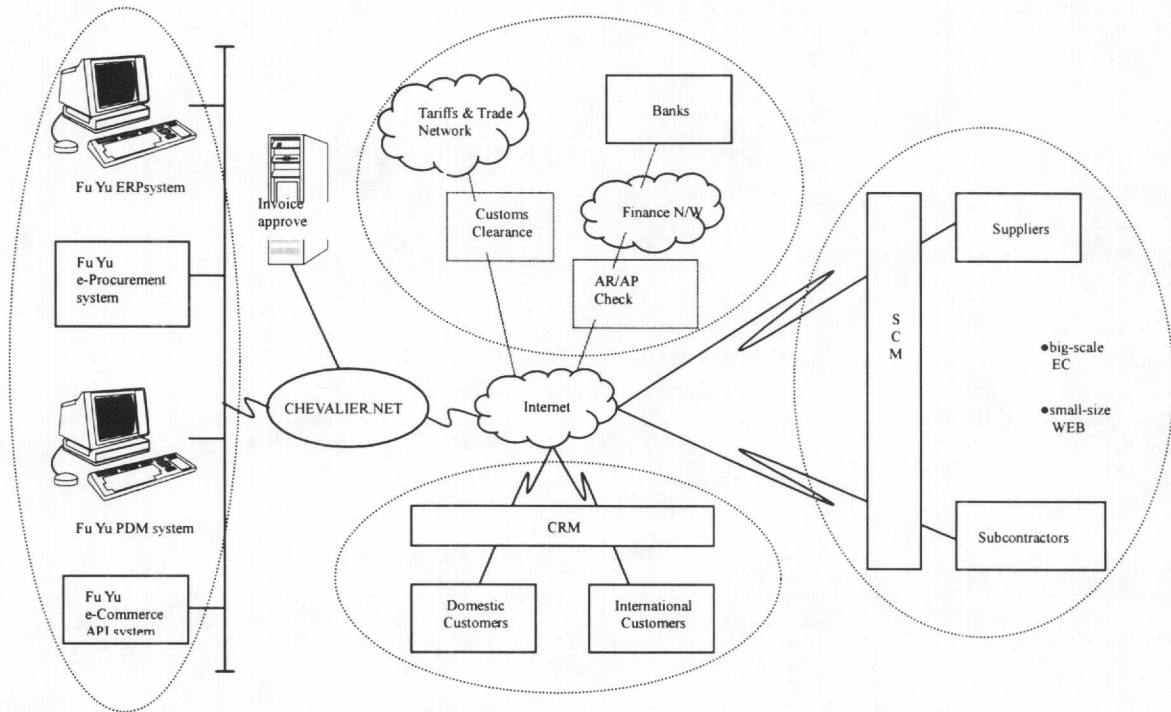 Fu Yu ERPsystem
Fu Yu
e-Procurement
system
Fu Yu PDM system
Fu Yu
e-Commerce
API system
Invoice
approve
CHEVALIER.NET
Tariffs & Trade
Network
Customs
Clearance
Banks
Finance N/W
AR/AP
Check
Internet
CRM
Domestic
Customers
International
Customers
S
C
M
Suppliers
●big-scale
EC
●small-size
WEB
Subcontractors